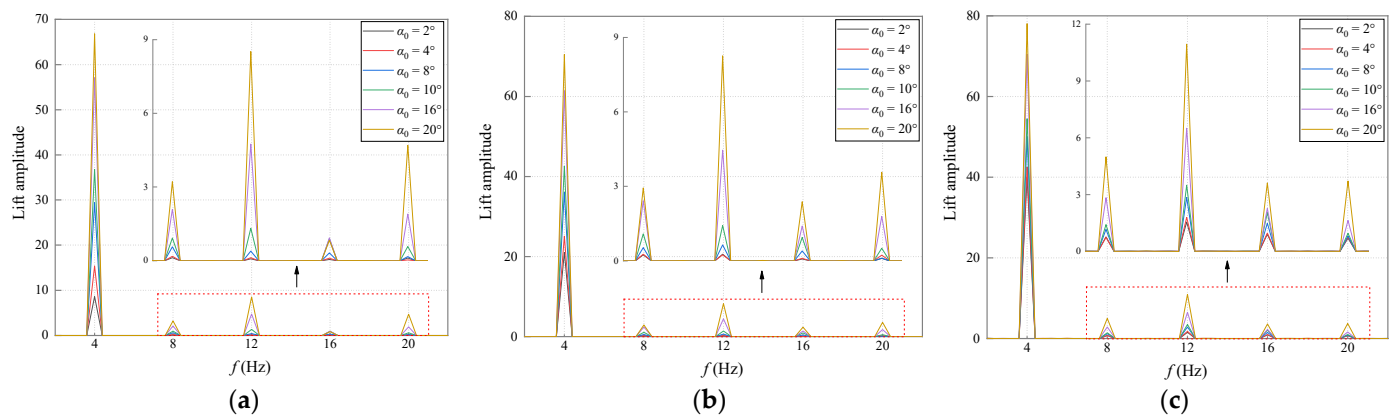 70
60
50
40
30
20
10
0
Lift amplitude
9
6
3
0
α0 = 2°
α0 = 4°
α0 = 8°
α0 = 10°
α0 = 16°
α0 = 20°
4 8 12 16 20
f (Hz)
(a)
80
60
40
20
0
Lift amplitude
9
6
3
0
α0 = 2°
α0 = 4°
α0 = 8°
α0 = 10°
α0 = 16°
α0 = 20°
4 8 12 16 20
f (Hz)
(b)
80
60
40
20
0
Lift amplitude
12
9
6
3
0
α0 = 2°
α0 = 4°
α0 = 8°
α0 = 10°
α0 = 16°
α0 = 20°
4 8 12 16 20
f (Hz)
(c)